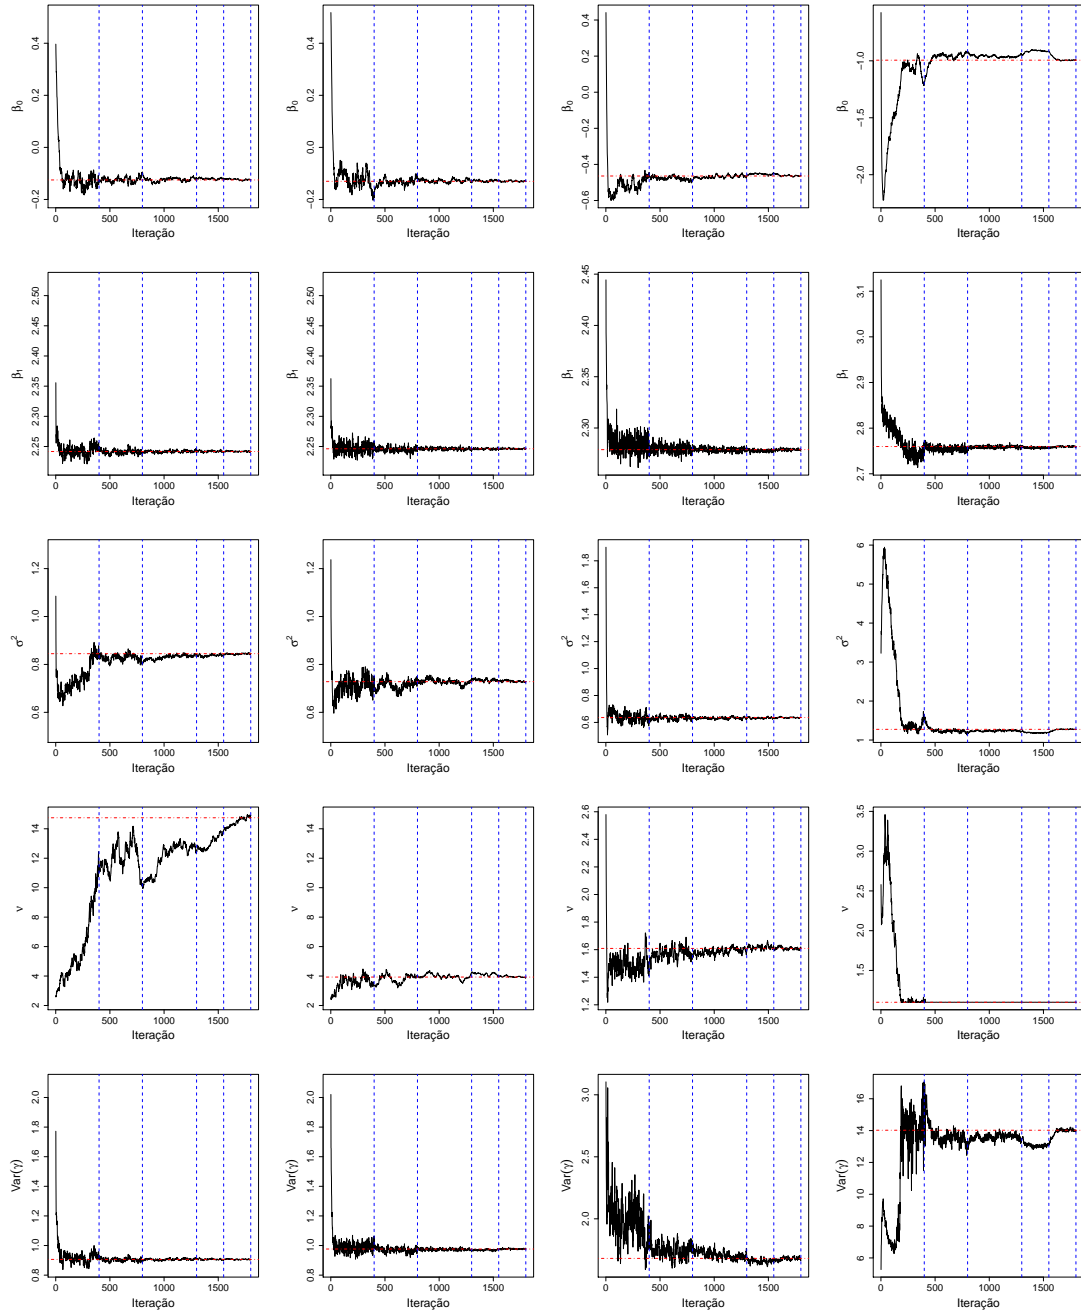 β0
−0.2 0.0 0.2 0.4
0 500 1000 1500
Iteração
β0
−0.2 0.0 0.2 0.4
0 500 1000 1500
Iteração
β0
−0.6 −0.4 −0.2 0.0 0.2 0.4
0 500 1000 1500
Iteração
β0
−2.0 −1.5 −1.0
0 500 1000 1500
Iteração
β1
2.25 2.30 2.35 2.40 2.45 2.50
0 500 1000 1500
Iteração
β1
2.25 2.30 2.35 2.40 2.45 2.50
0 500 1000 1500
Iteração
β1
2.30 2.35 2.40 2.45
0 500 1000 1500
Iteração
β1
2.7 2.8 2.9 3.0 3.1
0 500 1000 1500
Iteração
σ²
0.6 0.8 1.0 1.2
0 500 1000 1500
Iteração
σ²
0.6 0.8 1.0 1.2
0 500 1000 1500
Iteração
σ²
0.6 0.8 1.0 1.2 1.4 1.6 1.8
0 500 1000 1500
Iteração
σ²
1 2 3 4 5 6
0 500 1000 1500
Iteração
ν
2 4 6 8 10 12 14
0 500 1000 1500
Iteração
ν
2 4 6 8 10 12 14
0 500 1000 1500
Iteração
ν
1.2 1.4 1.6 1.8 2.0 2.2 2.4 2.6
0 500 1000 1500
Iteração
ν
1.5 2.0 2.5 3.0 3.5
0 500 1000 1500
Iteração
Var(γ)
0.8 1.0 1.2 1.4 1.6 1.8 2.0
0 500 1000 1500
Iteração
Var(γ)
0.8 1.0 1.2 1.4 1.6 1.8 2.0
0 500 1000 1500
Iteração
Var(γ)
2.0 2.5 3.0
0 500 1000 1500
Iteração
Var(γ)
6 8 10 12 14 16
0 500 1000 1500
Iteração